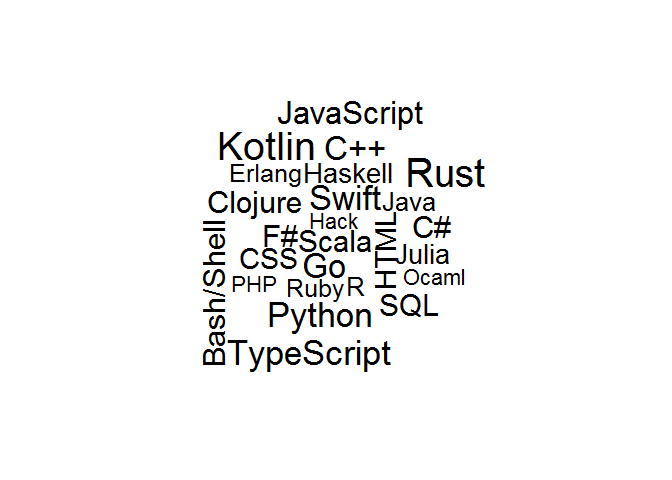 JavaScript
Kotlin C++
Erlang Haskell Rust
Clojure Swift Java
Hack
F# Scala C#
Bash/Shell
HTML
CSS Go Julia
PHP Ruby R Ocaml
Python SQL
TypeScript